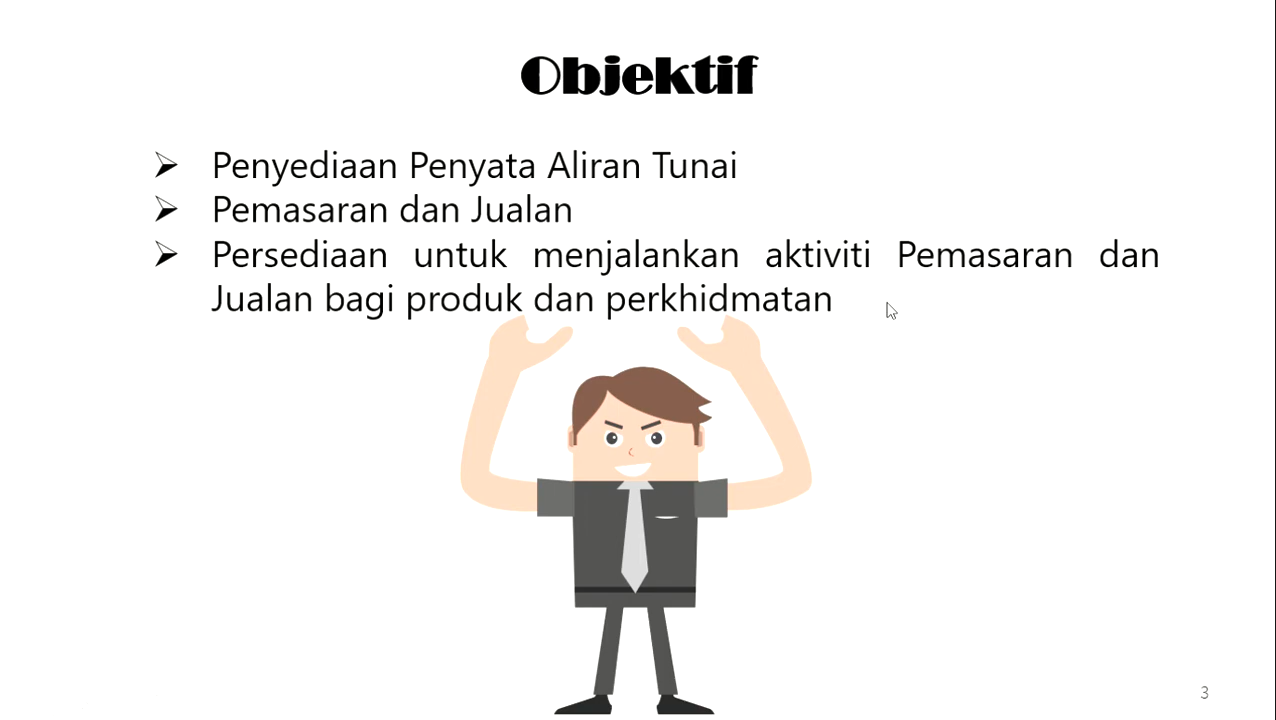 Objektif
➢ Penyediaan Penyata Aliran Tunai
➢ Pemasaran dan Jualan
➢ Persediaan untuk menjalankan aktiviti Pemasaran dan
Jualan bagi produk dan perkhidmatan
3